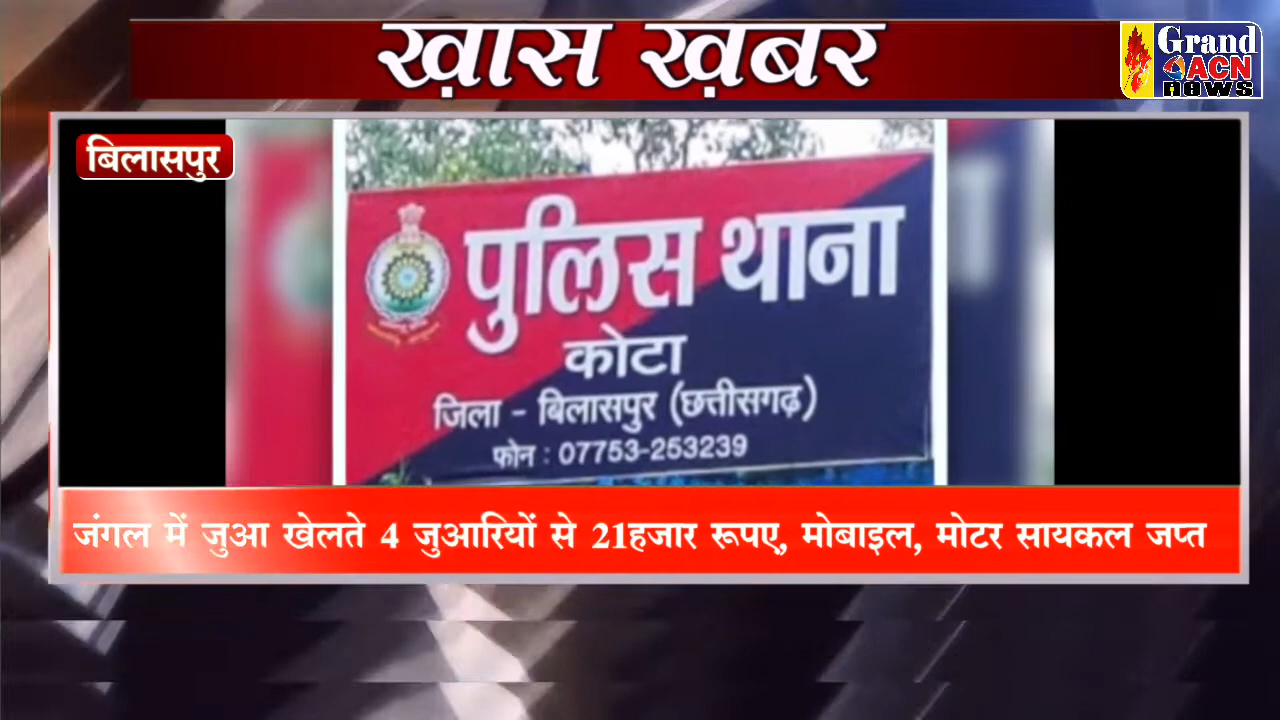 ख़ास ख़बर
Grand
ACN
NEWS
बिलासपुर
पुलिस थाना
कोटा
जिला - बिलासपुर (छत्तीसगढ़)
फोन : 07753-253239
जंगल में जुआ खेलते 4 जुआरियों से 21हजार रूपए, मोबाइल, मोटर सायकल जप्त